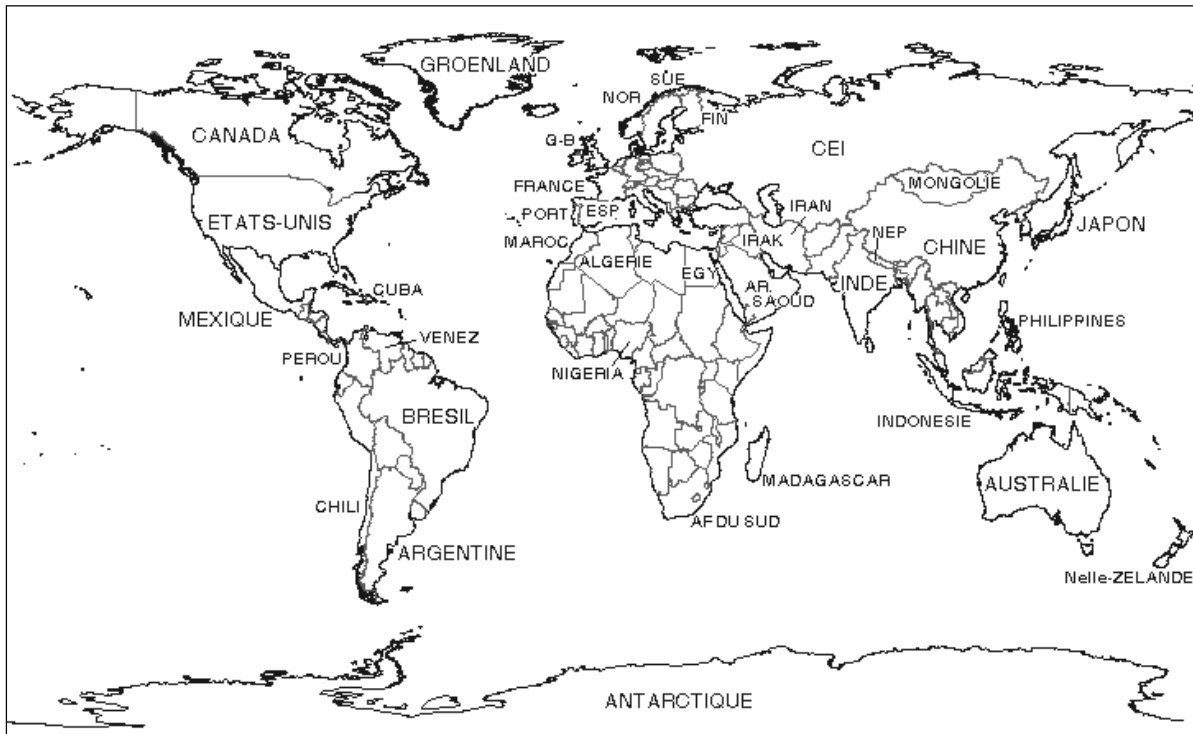 GROENLAND
SUE
NOR
FIN
CANADA
G-B
CEI
FRANCE
MONGOLIE
ETATS-UNIS
PORT
ESP
IRAN
JAPON
MAROC
IRAK
NEP
CHINE
ALGERIE
EGY
AR.
SAOUD
INDE
CUBA
MEXIQUE
PHILIPPINES
VENEZ
PEROU
NIGERIA
BRESIL
INDONESIE
MADAGASCAR
AUSTRALIE
CHILI
AF DU SUD
ARGENTINE
Nelle-ZELANDE
ANTARCTIQUE